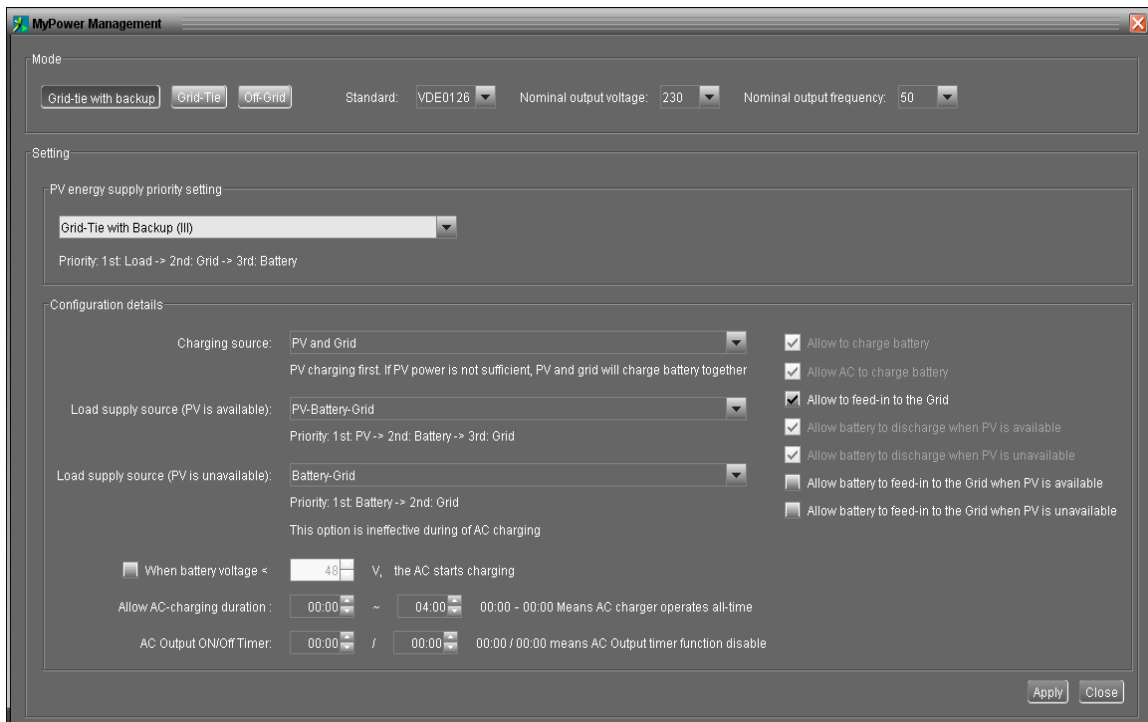 MyPower Management
Mode
Grid-tie with backup Grid-Tie Off-Grid Standard: VDE0126 Nominal output voltage: 230 Nominal output frequency: 50
Setting
PV energy supply priority setting
Grid-Tie with Backup (III)
Priority: 1st: Load -> 2nd: Grid -> 3rd: Battery
Configuration details
Charging source: PV and Grid
PV charging first. If PV power is not sufficient, PV and grid will charge battery together
Load supply source (PV is available): PV-Battery-Grid
Priority: 1st: PV -> 2nd: Battery -> 3rd: Grid
Load supply source (PV is unavailable): Battery-Grid
Priority: 1st: Battery -> 2nd: Grid
This option is ineffective during of AC charging
When battery voltage < 48 V, the AC starts charging
Allow AC-charging duration : 00:00 ~ 04:00 00:00 - 00:00 Means AC charger operates all-time
AC Output ON/Off Timer: 00:00 / 00:00 00:00 / 00:00 means AC Output timer function disable
Allow to charge battery
Allow AC to charge battery
Allow to feed-in to the Grid
Allow battery to discharge when PV is available
Allow battery to discharge when PV is unavailable
Allow battery to feed-in to the Grid when PV is available
Allow battery to feed-in to the Grid when PV is unavailable
Apply Close